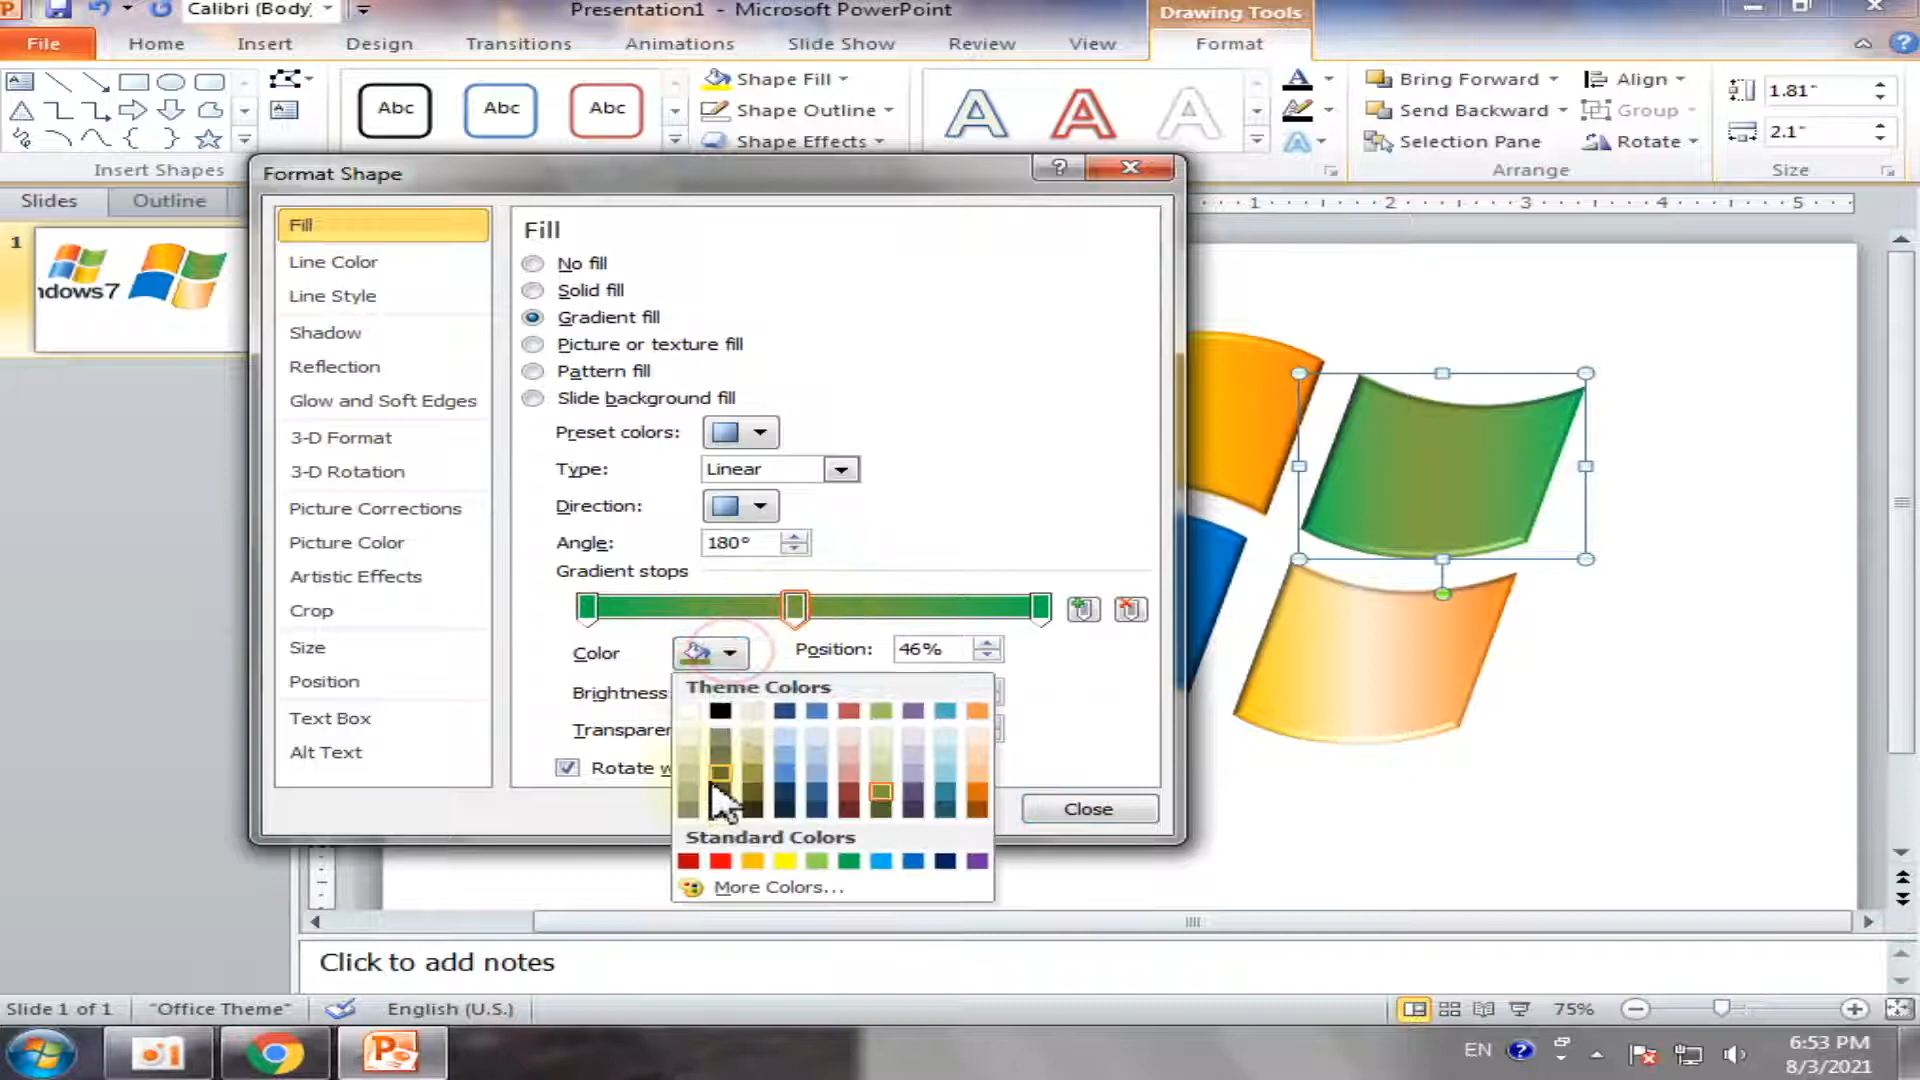 Calibri (Body)
Presentation1 - Microsoft PowerPoint
Drawing Tools
File
Home
Insert
Design
Transitions
Animations
Slide Show
Review
View
Format
Abc
Abc
Abc
Shape Fill
Shape Outline
Shape Effects
Bring Forward
Send Backward
Selection Pane
Align
Group
Rotate
1.81"
2.1"
Insert Shapes
Arrange
Size
Slides
Outline
1
ndows7
Format Shape
Fill
Line Color
Line Style
Shadow
Reflection
Glow and Soft Edges
3-D Format
3-D Rotation
Picture Corrections
Picture Color
Artistic Effects
Crop
Size
Position
Text Box
Alt Text
Fill
No fill
Solid fill
Gradient fill
Picture or texture fill
Pattern fill
Slide background fill
Preset colors:
Type: Linear
Direction:
Angle: 180°
Gradient stops
Color
Position: 46%
Brightness
Transparen
Rotate w
Close
Theme Colors
Standard Colors
More Colors...
1 2 3 4 5
Click to add notes
Slide 1 of 1
"Office Theme"
English (U.S.)
75%
EN
6:53 PM
8/3/2021